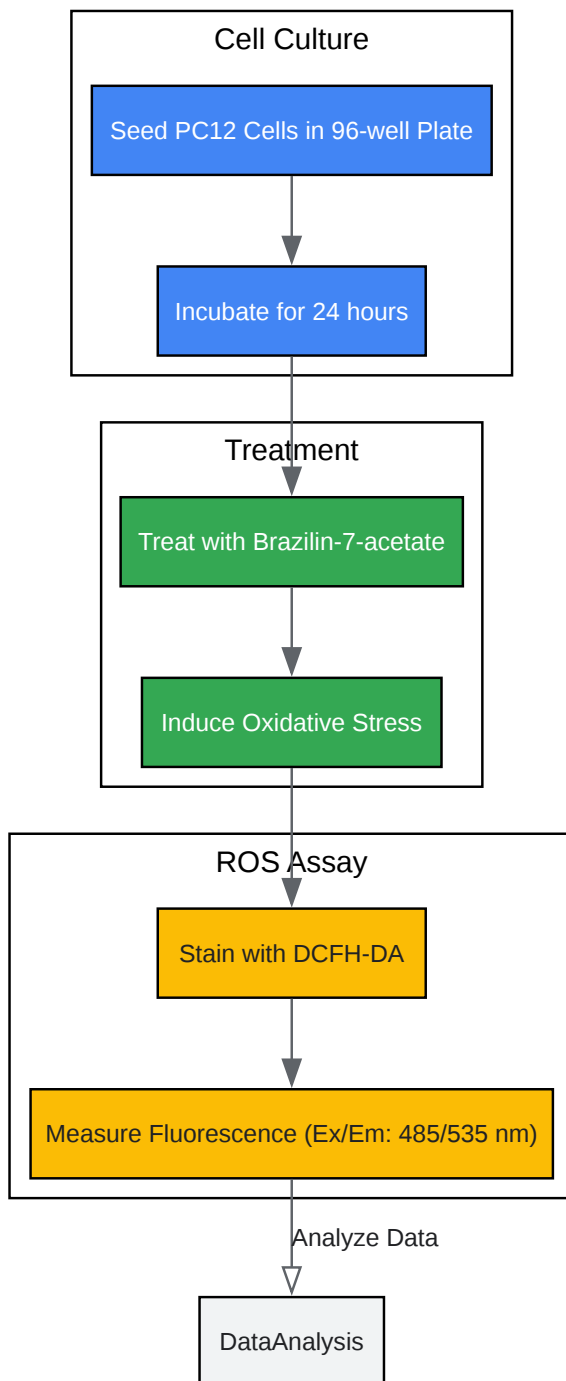 Cell Culture
Seed PC12 Cells in 96-well Plate
Incubate for 24 hours
Treatment
Treat with Brazilin-7-acetate
Induce Oxidative Stress
ROS Assay
Stain with DCFH-DA
Measure Fluorescence (Ex/Em: 485/535 nm)
Analyze Data
DataAnalysis